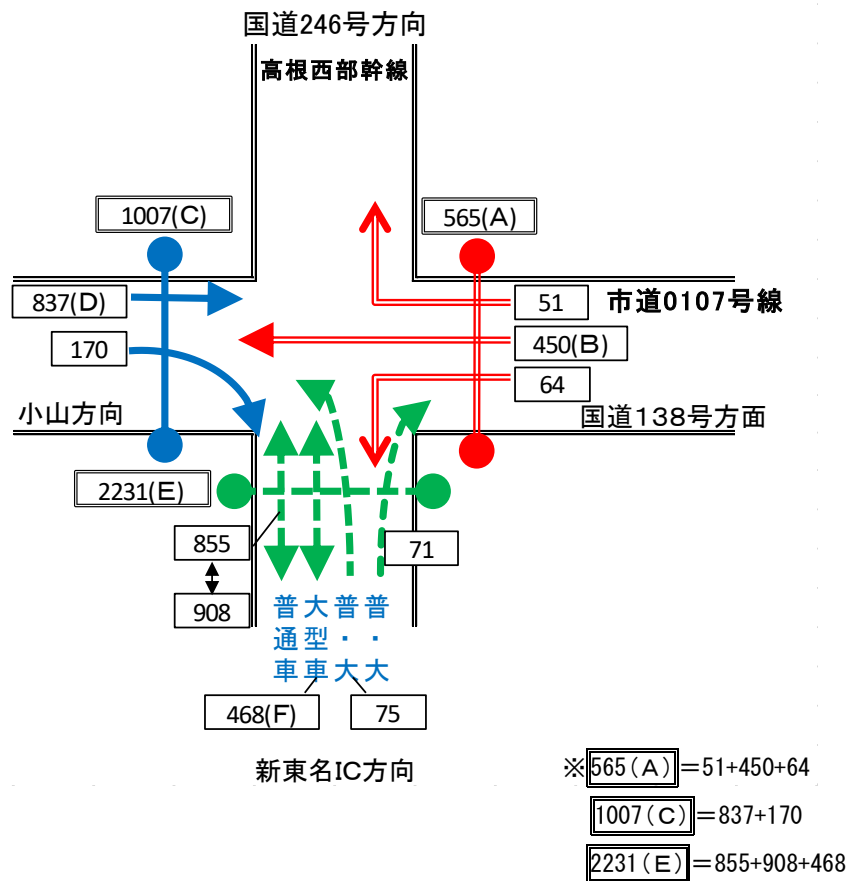 国道246号方向
高根西部幹線
1007(C)
565(A)
837(D)
51
市道0107号線
170
450(B)
64
小山方向
国道138号方面
2231(E)
855
71
908
普通車
大型車
普・大
普・大
468(F)
75
新東名IC方向
※565(A)=51+450+64
1007(C)=837+170
2231(E)=855+908+468